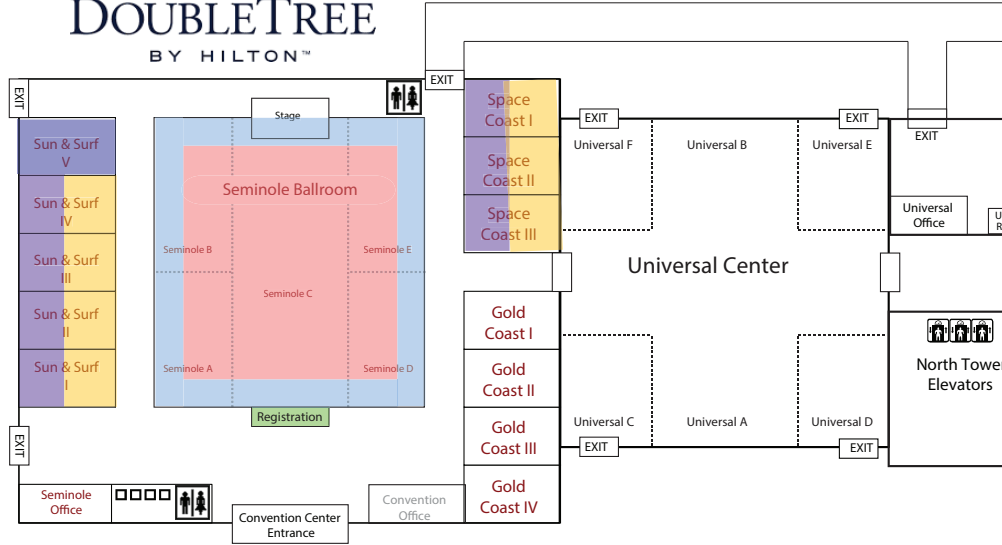 DOUBLETREE
BY HILTON™
EXIT
EXIT
Stage
Space
Coast I
EXIT
EXIT
EXIT
Sun & Surf
V
Universal F
Universal B
Universal E
Space
Coast II
Seminole Ballroom
Sun & Surf
IV
Space
Coast III
Universal
Office
U
R
Seminole B
Seminole E
Sun & Surf
III
Universal Center
Seminole C
Gold
Coast I
Sun & Surf
II
Sun & Surf
I
Seminole A
Seminole D
Gold
Coast II
North Tower
Elevators
Registration
Universal C
Universal A
Universal D
EXIT
Gold
Coast III
EXIT
EXIT
Seminole
Office
Convention
Office
Gold
Coast IV
Convention Center
Entrance